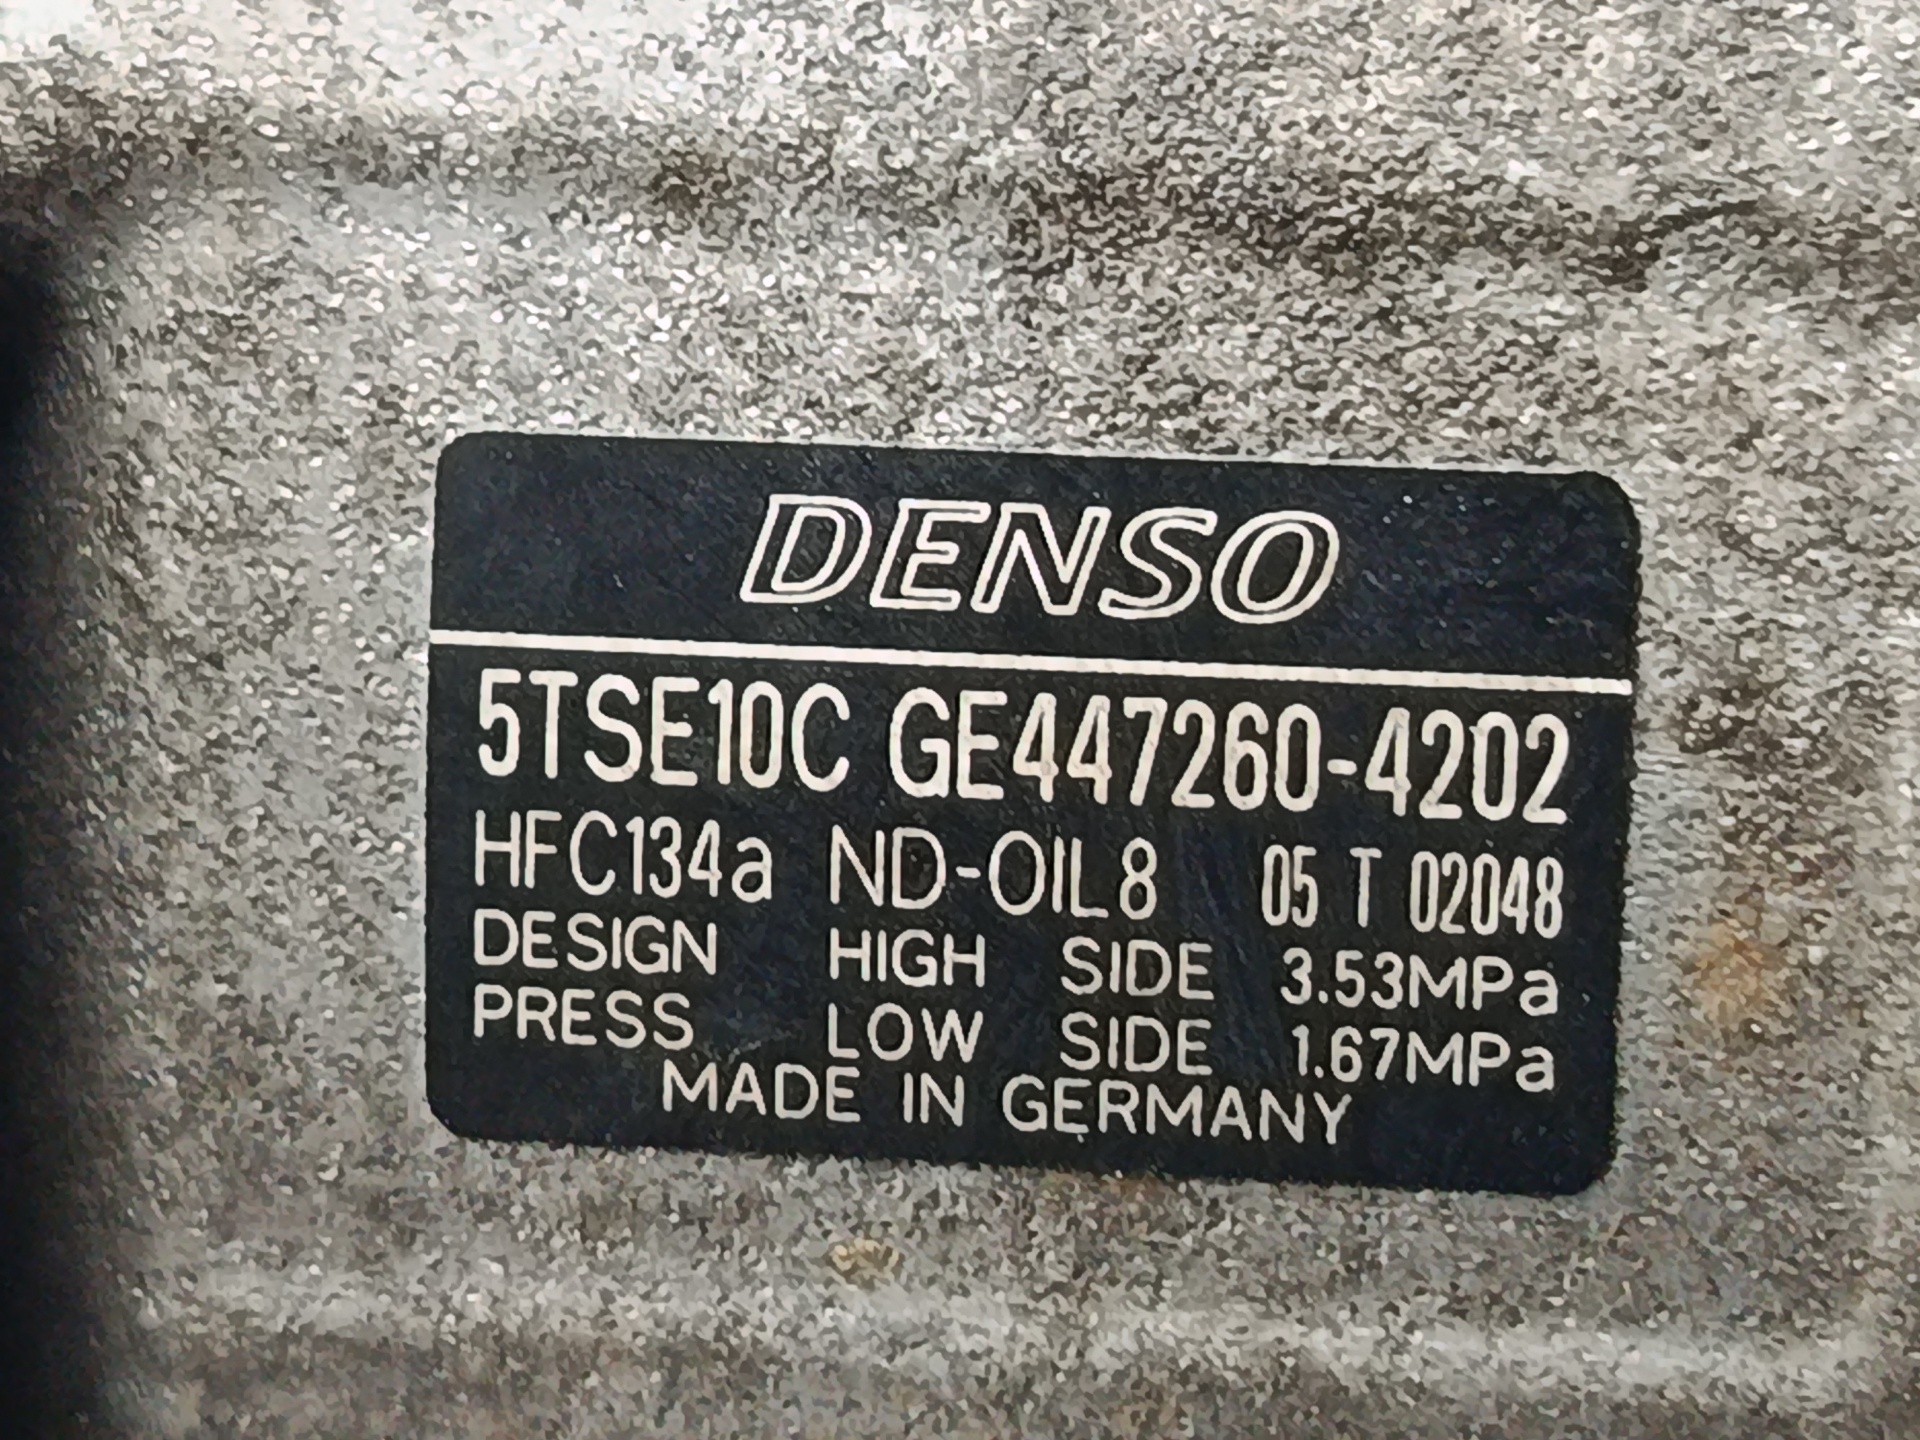 DENSO
5TSE10C GE447260-4202
HFC134a ND-OIL8 05 T 02048
DESIGN HIGH SIDE 3.53MPa
PRESS LOW SIDE 1.67MPa
MADE IN GERMANY